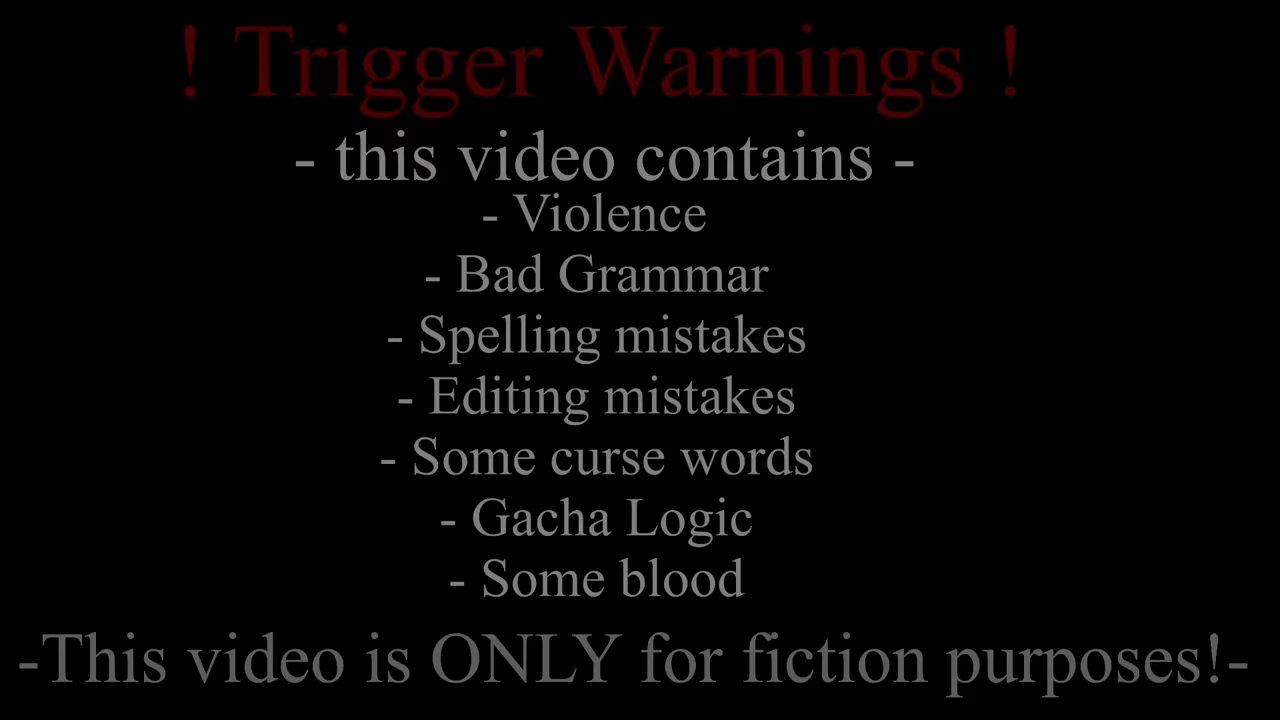 ! Trigger Warnings !
- this video contains -
- Violence
- Bad Grammar
- Spelling mistakes
- Editing mistakes
- Some curse words
- Gacha Logic
- Some blood
-This video is ONLY for fiction purposes!-